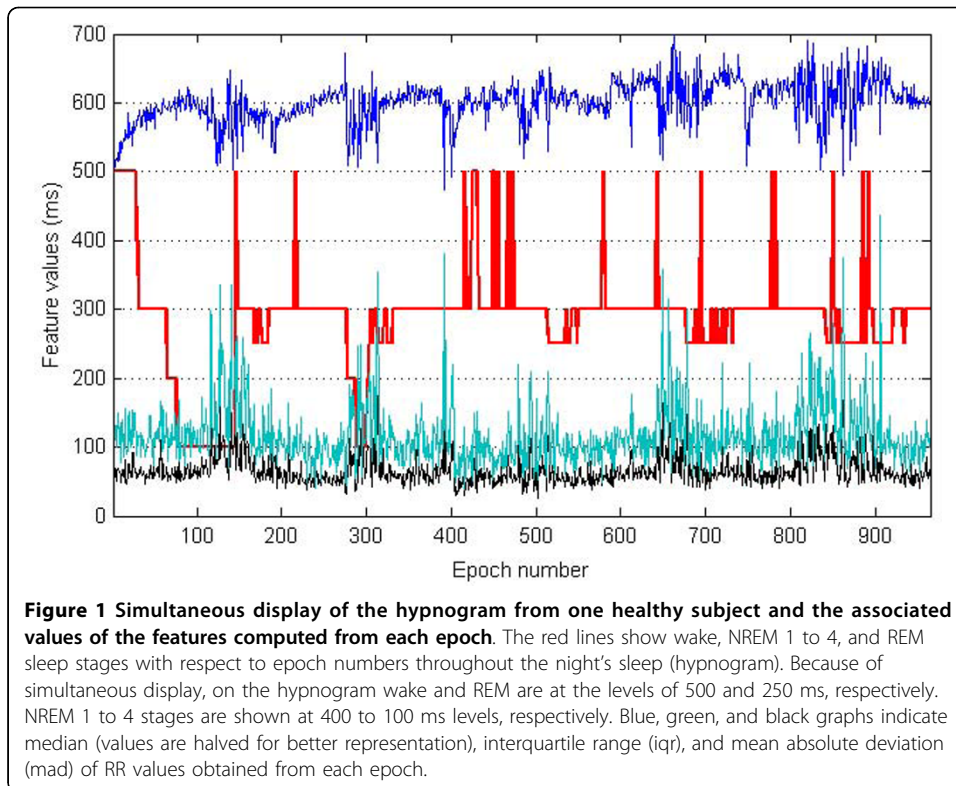 700
600
500
400
300
200
100
0
Feature values (ms)
100 200 300 400 500 600 700 800 900
Epoch number
Figure 1 Simultaneous display of the hypnogram from one healthy subject and the associated
values of the features computed from each epoch. The red lines show wake, NREM 1 to 4, and REM
sleep stages with respect to epoch numbers throughout the night's sleep (hypnogram). Because of
simultaneous display, on the hypnogram wake and REM are at the levels of 500 and 250 ms, respectively.
NREM 1 to 4 stages are shown at 400 to 100 ms levels, respectively. Blue, green, and black graphs indicate
median (values are halved for better representation), interquartile range (iqr), and mean absolute deviation
(mad) of RR values obtained from each epoch.